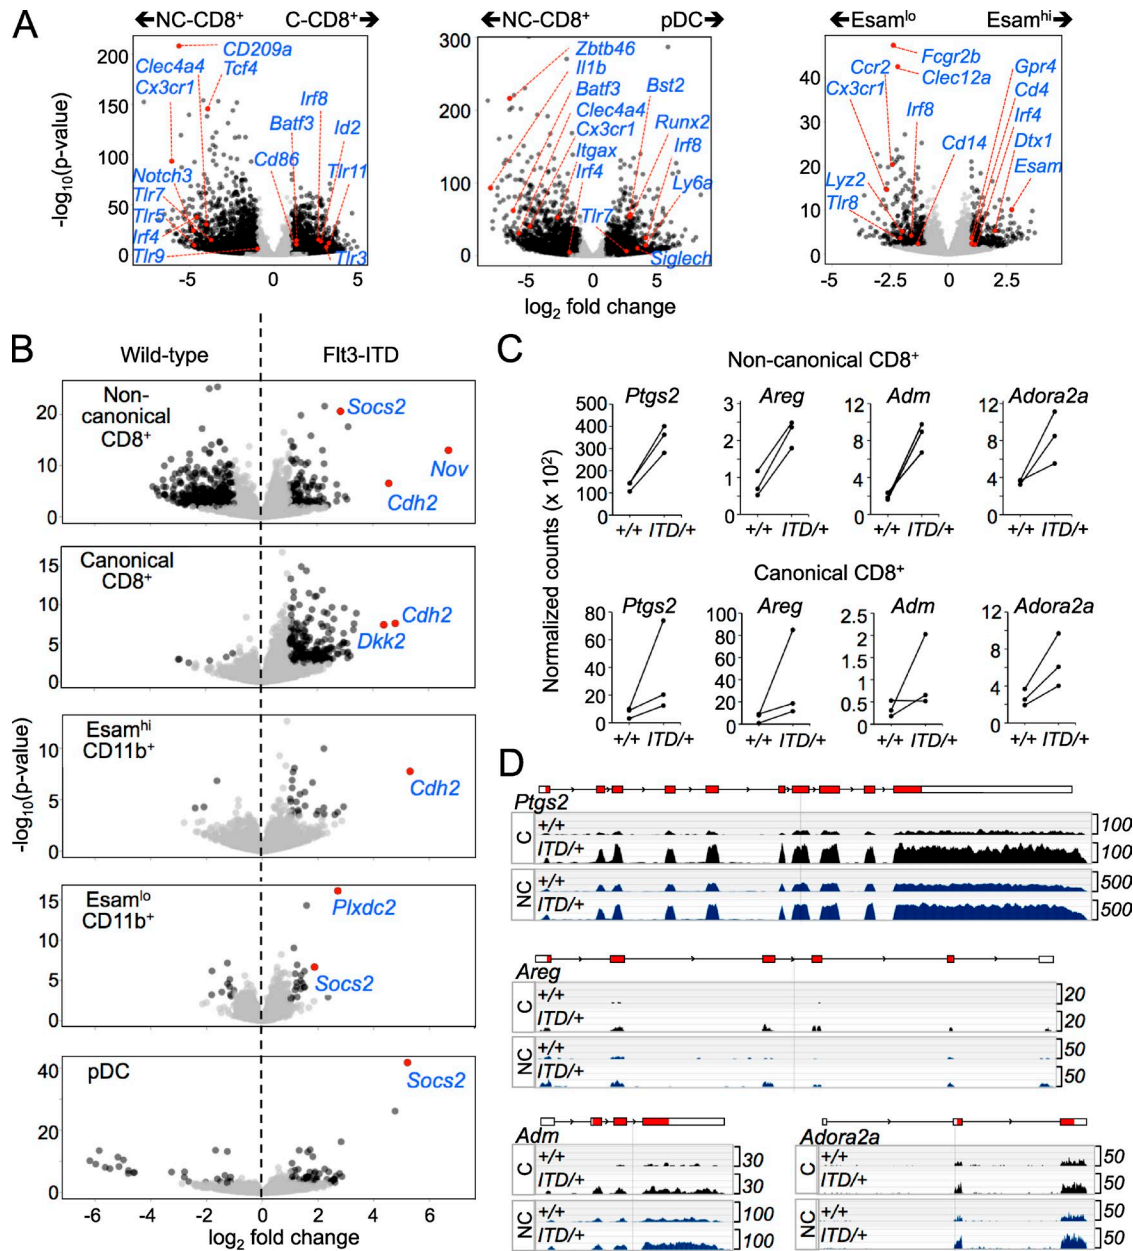 A
🡸NC-CD8⁺ C-CD8⁺🡺
🡸NC-CD8⁺ pDC🡺
🡸Esamˡᵒ Esamʰⁱ🡺
-log₁₀(p-value)
200
150
100
50
0
CD209a
Clec4a4
Tcf4
Cx3cr1
Irf8
Batf3
Id2
Cd86
Tlr11
Notch3
Tlr7
Tlr5
Irf4
Tlr9
Tlr3
-5 0 5
300
200
100
0
Zbtb46
Il1b
Batf3
Bst2
Clec4a4
Cx3cr1
Runx2
Itgax
Irf8
Irf4
Ly6a
Tlr7
Siglech
-5 0 5
log₂ fold change
40
30
20
10
0
Fcgr2b
Ccr2
Clec12a
Gpr4
Cx3cr1
Cd4
Irf8
Irf4
Cd14
Dtx1
Lyz2
Esam
Tlr8
-5 -2.5 0 2.5 5
B
Wild-type Flt3-ITD
-log₁₀(p-value)
Non-
canonical
CD8⁺
20
10
0
Socs2
Nov
Cdh2
Canonical
CD8⁺
15
10
5
0
Cdh2
Dkk2
Esamʰⁱ
CD11b⁺
10
5
0
Cdh2
Esamˡᵒ
CD11b⁺
15
10
5
0
Plxdc2
Socs2
pDC
40
20
0
Socs2
-6 -4 -2 0 2 4 6
log₂ fold change
C
Non-canonical CD8⁺
Normalized counts (x 10²)
Ptgs2
500
400
300
200
100
0
+/+ ITD/+
Areg
3
2
1
0
+/+ ITD/+
Adm
12
8
4
0
+/+ ITD/+
Adora2a
12
8
4
0
+/+ ITD/+
Canonical CD8⁺
Ptgs2
80
60
40
20
0
+/+ ITD/+
Areg
100
80
60
40
20
0
+/+ ITD/+
Adm
2.5
2
1.5
1
0.5
0
+/+ ITD/+
Adora2a
12
8
4
0
+/+ ITD/+
D
Ptgs2
C
+/+ 100
ITD/+ 100
NC
+/+ 500
ITD/+ 500
Areg
C
+/+ 20
ITD/+ 20
NC
+/+ 50
ITD/+ 50
Adm
C
+/+ 30
ITD/+ 30
NC
+/+ 100
ITD/+ 100
Adora2a
C
+/+ 50
ITD/+ 50
NC
+/+ 50
ITD/+ 50